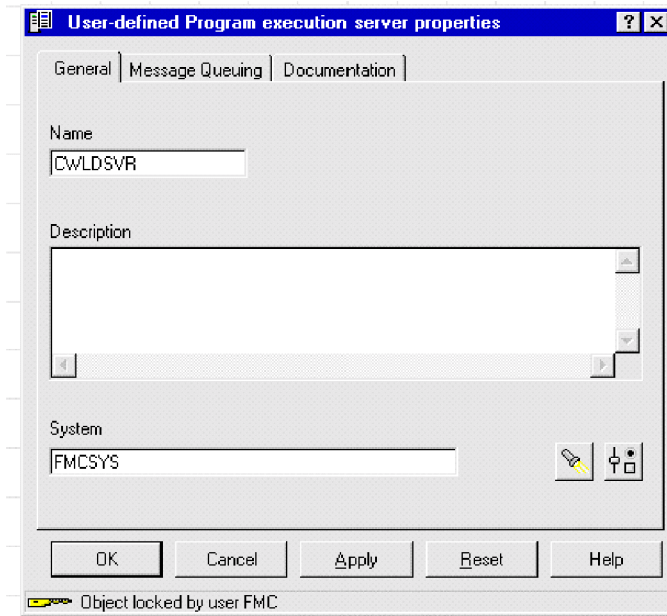 User-defined Program execution server properties
General Message Queuing Documentation
Name
CWLDSVR
Description
System
FMCSYS
OK Cancel Apply Reset Help
Object locked by user FMC